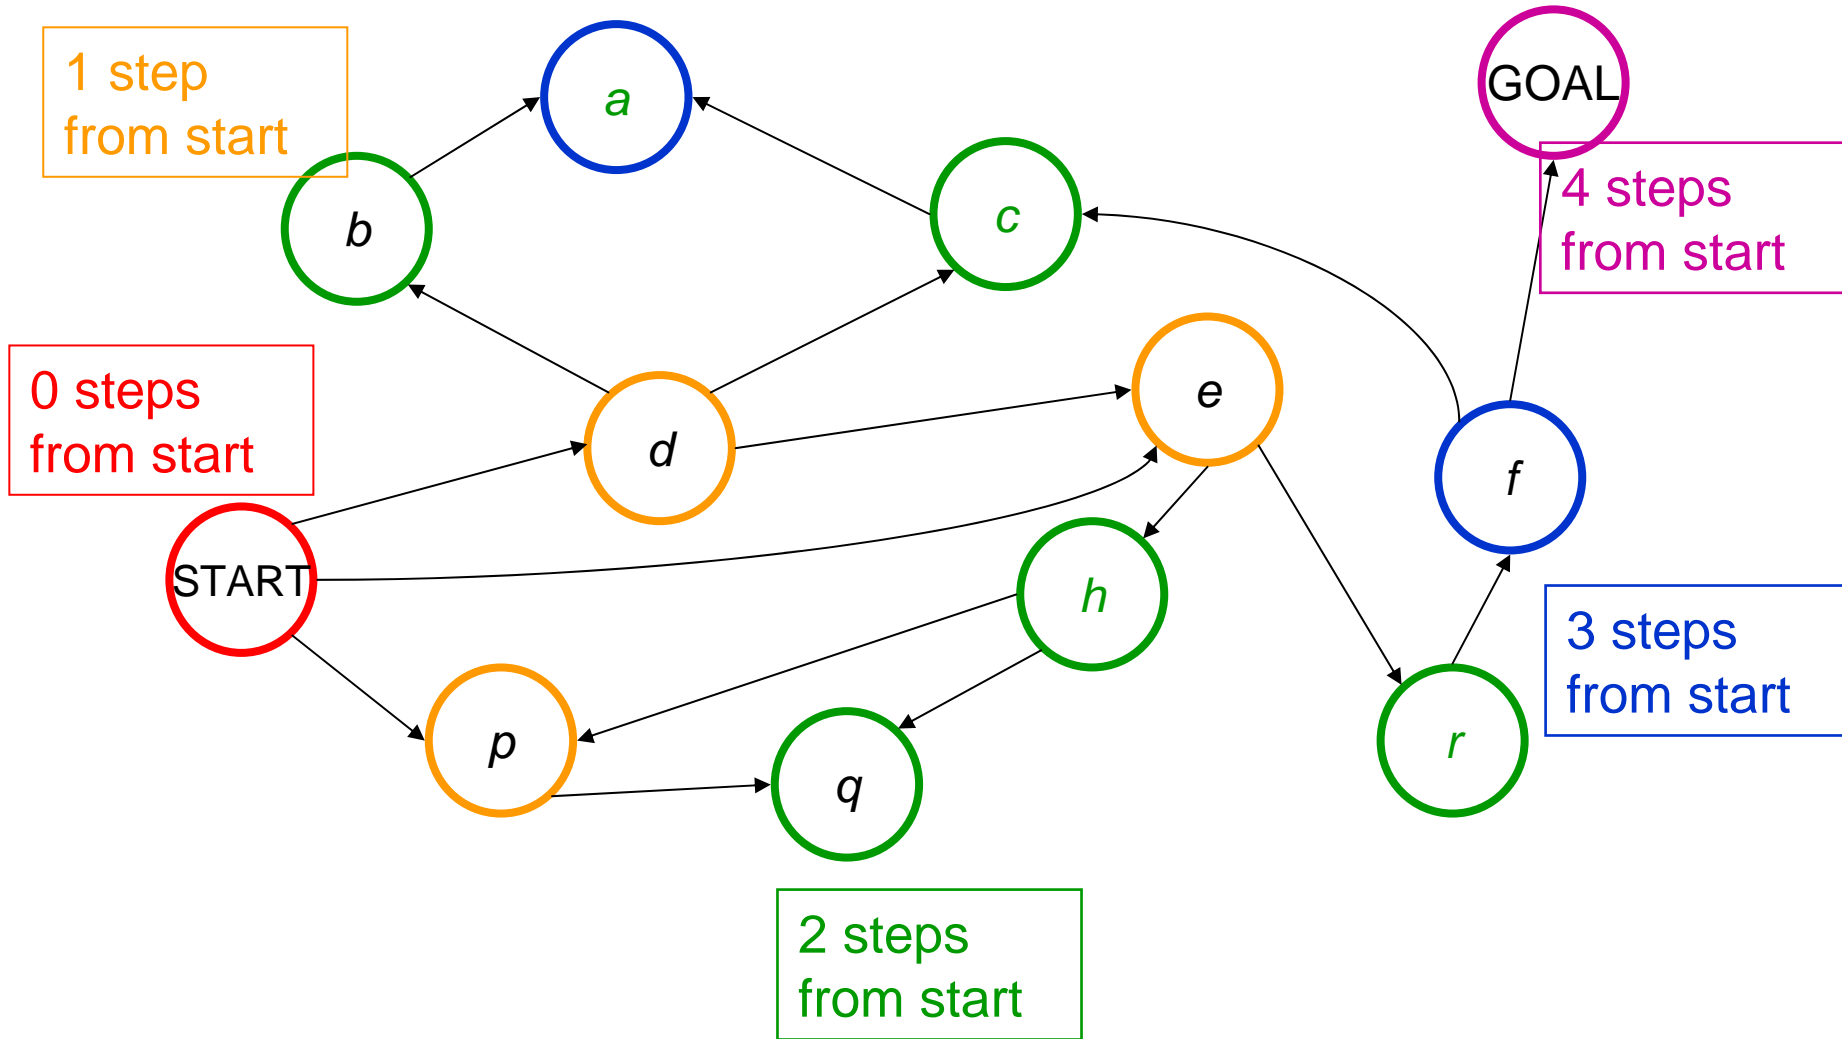 1 step
from start
a
GOAL
b
c
4 steps
from start
0 steps
from start
d
e
f
START
h
3 steps
from start
p
q
r
2 steps
from start